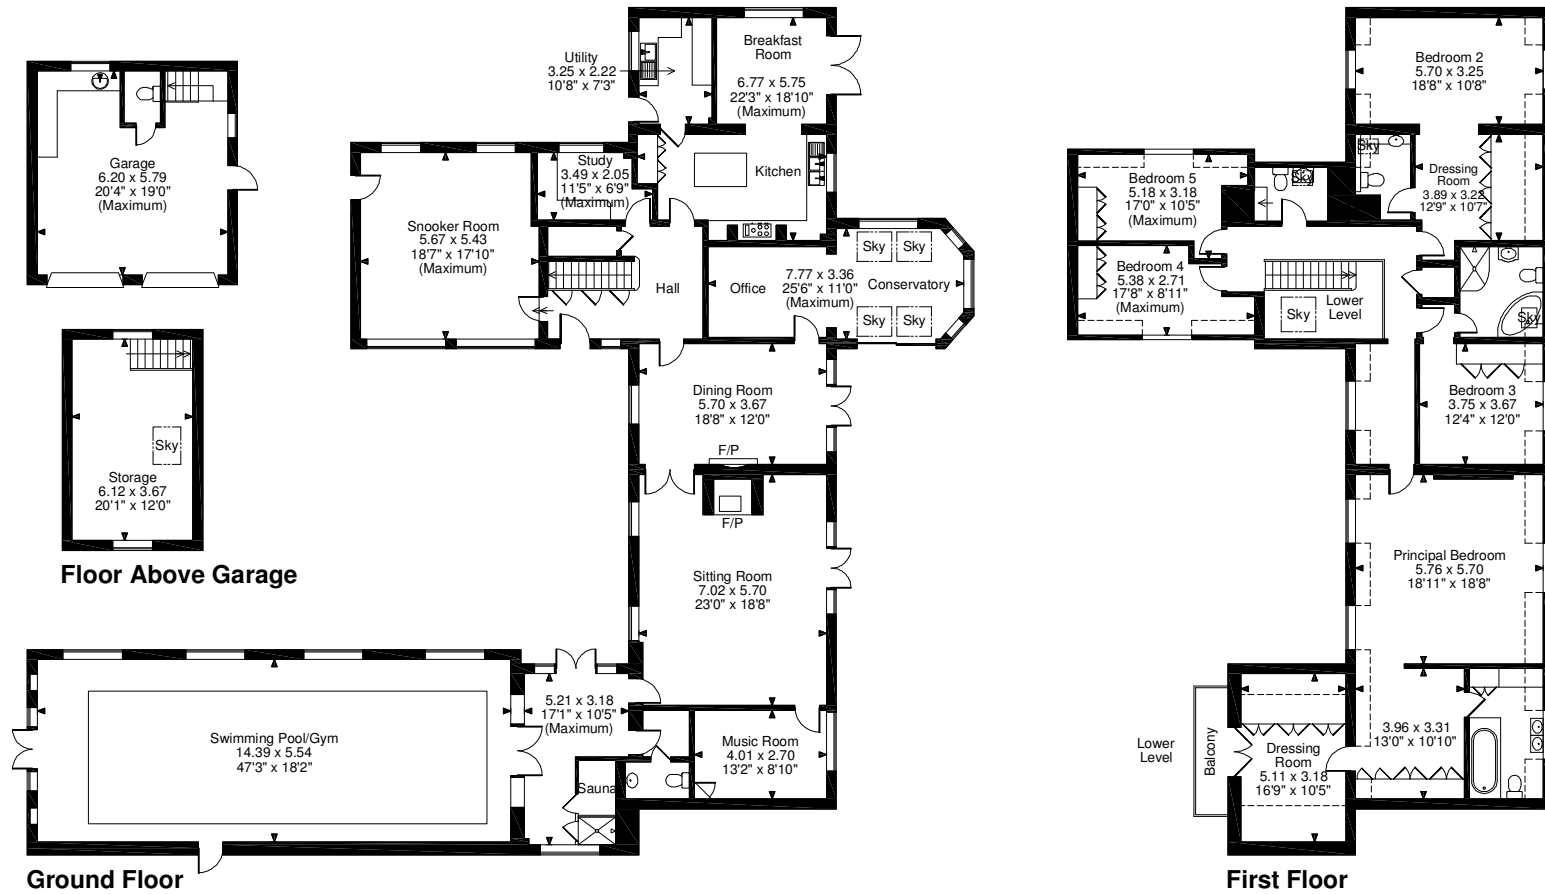 Garage
6.20 x 5.79
20'4" x 19'0"
(Maximum)
Sky
Storage
6.12 x 3.67
20'1" x 12'0"
Floor Above Garage
Utility
3.25 x 2.22
10'8" x 7'3"
Breakfast
Room
6.77 x 5.75
22'3" x 18'10"
(Maximum)
Kitchen
Study
3.49 x 2.05
11'5" x 6'9"
(Maximum)
Snooker Room
5.67 x 5.43
18'7" x 17'10"
(Maximum)
Hall
Office
7.77 x 3.36
25'6" x 11'0"
(Maximum)
Conservatory
Sky
Sky
Sky
Sky
Dining Room
5.70 x 3.67
18'8" x 12'0"
F/P
F/P
Sitting Room
7.02 x 5.70
23'0" x 18'8"
5.21 x 3.18
17'1" x 10'5"
(Maximum)
Swimming Pool/Gym
14.39 x 5.54
47'3" x 18'2"
Sauna
Music Room
4.01 x 2.70
13'2" x 8'10"
Ground Floor
Bedroom 2
5.70 x 3.25
18'8" x 10'8"
Sky
Dressing
Room
3.89 x 3.22
12'9" x 10'7"
Bedroom 5
5.18 x 3.18
17'0" x 10'5"
(Maximum)
Sky
Bedroom 4
5.38 x 2.71
17'8" x 8'11"
(Maximum)
Sky
Lower
Level
Sky
Bedroom 3
3.75 x 3.67
12'4" x 12'0"
Principal Bedroom
5.76 x 5.70
18'11" x 18'8"
3.96 x 3.31
13'0" x 10'10"
Lower
Level
Balcony
Dressing
Room
5.11 x 3.18
16'9" x 10'5"
First Floor